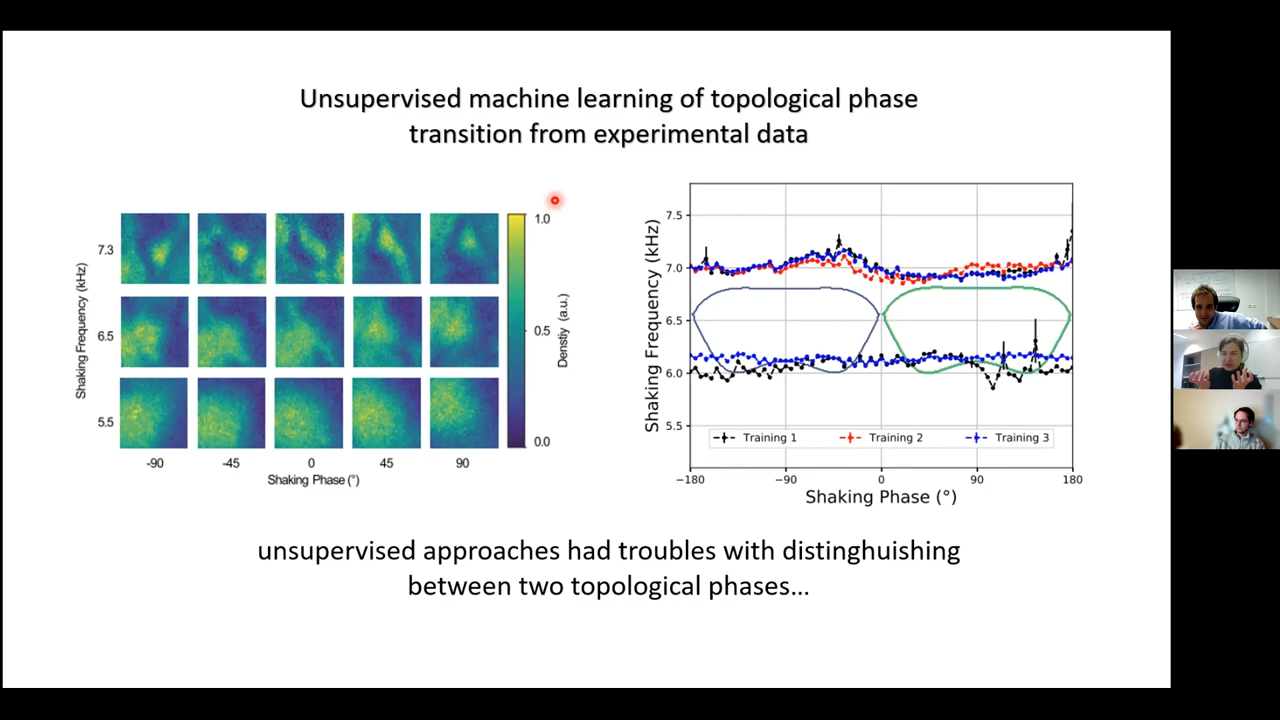 Unsupervised machine learning of topological phase
transition from experimental data
Shaking Frequency (kHz)
7.3
6.5
5.5
-90
-45
0
45
90
Shaking Phase (°)
1.0
0.5
0.0
Denstiy (a.u.)
Shaking Frequency (kHz)
7.5
7.0
6.5
6.0
5.5
Training 1
Training 2
Training 3
−180
−90
0
90
180
Shaking Phase (°)
unsupervised approaches had troubles with distinghuishing
between two topological phases...